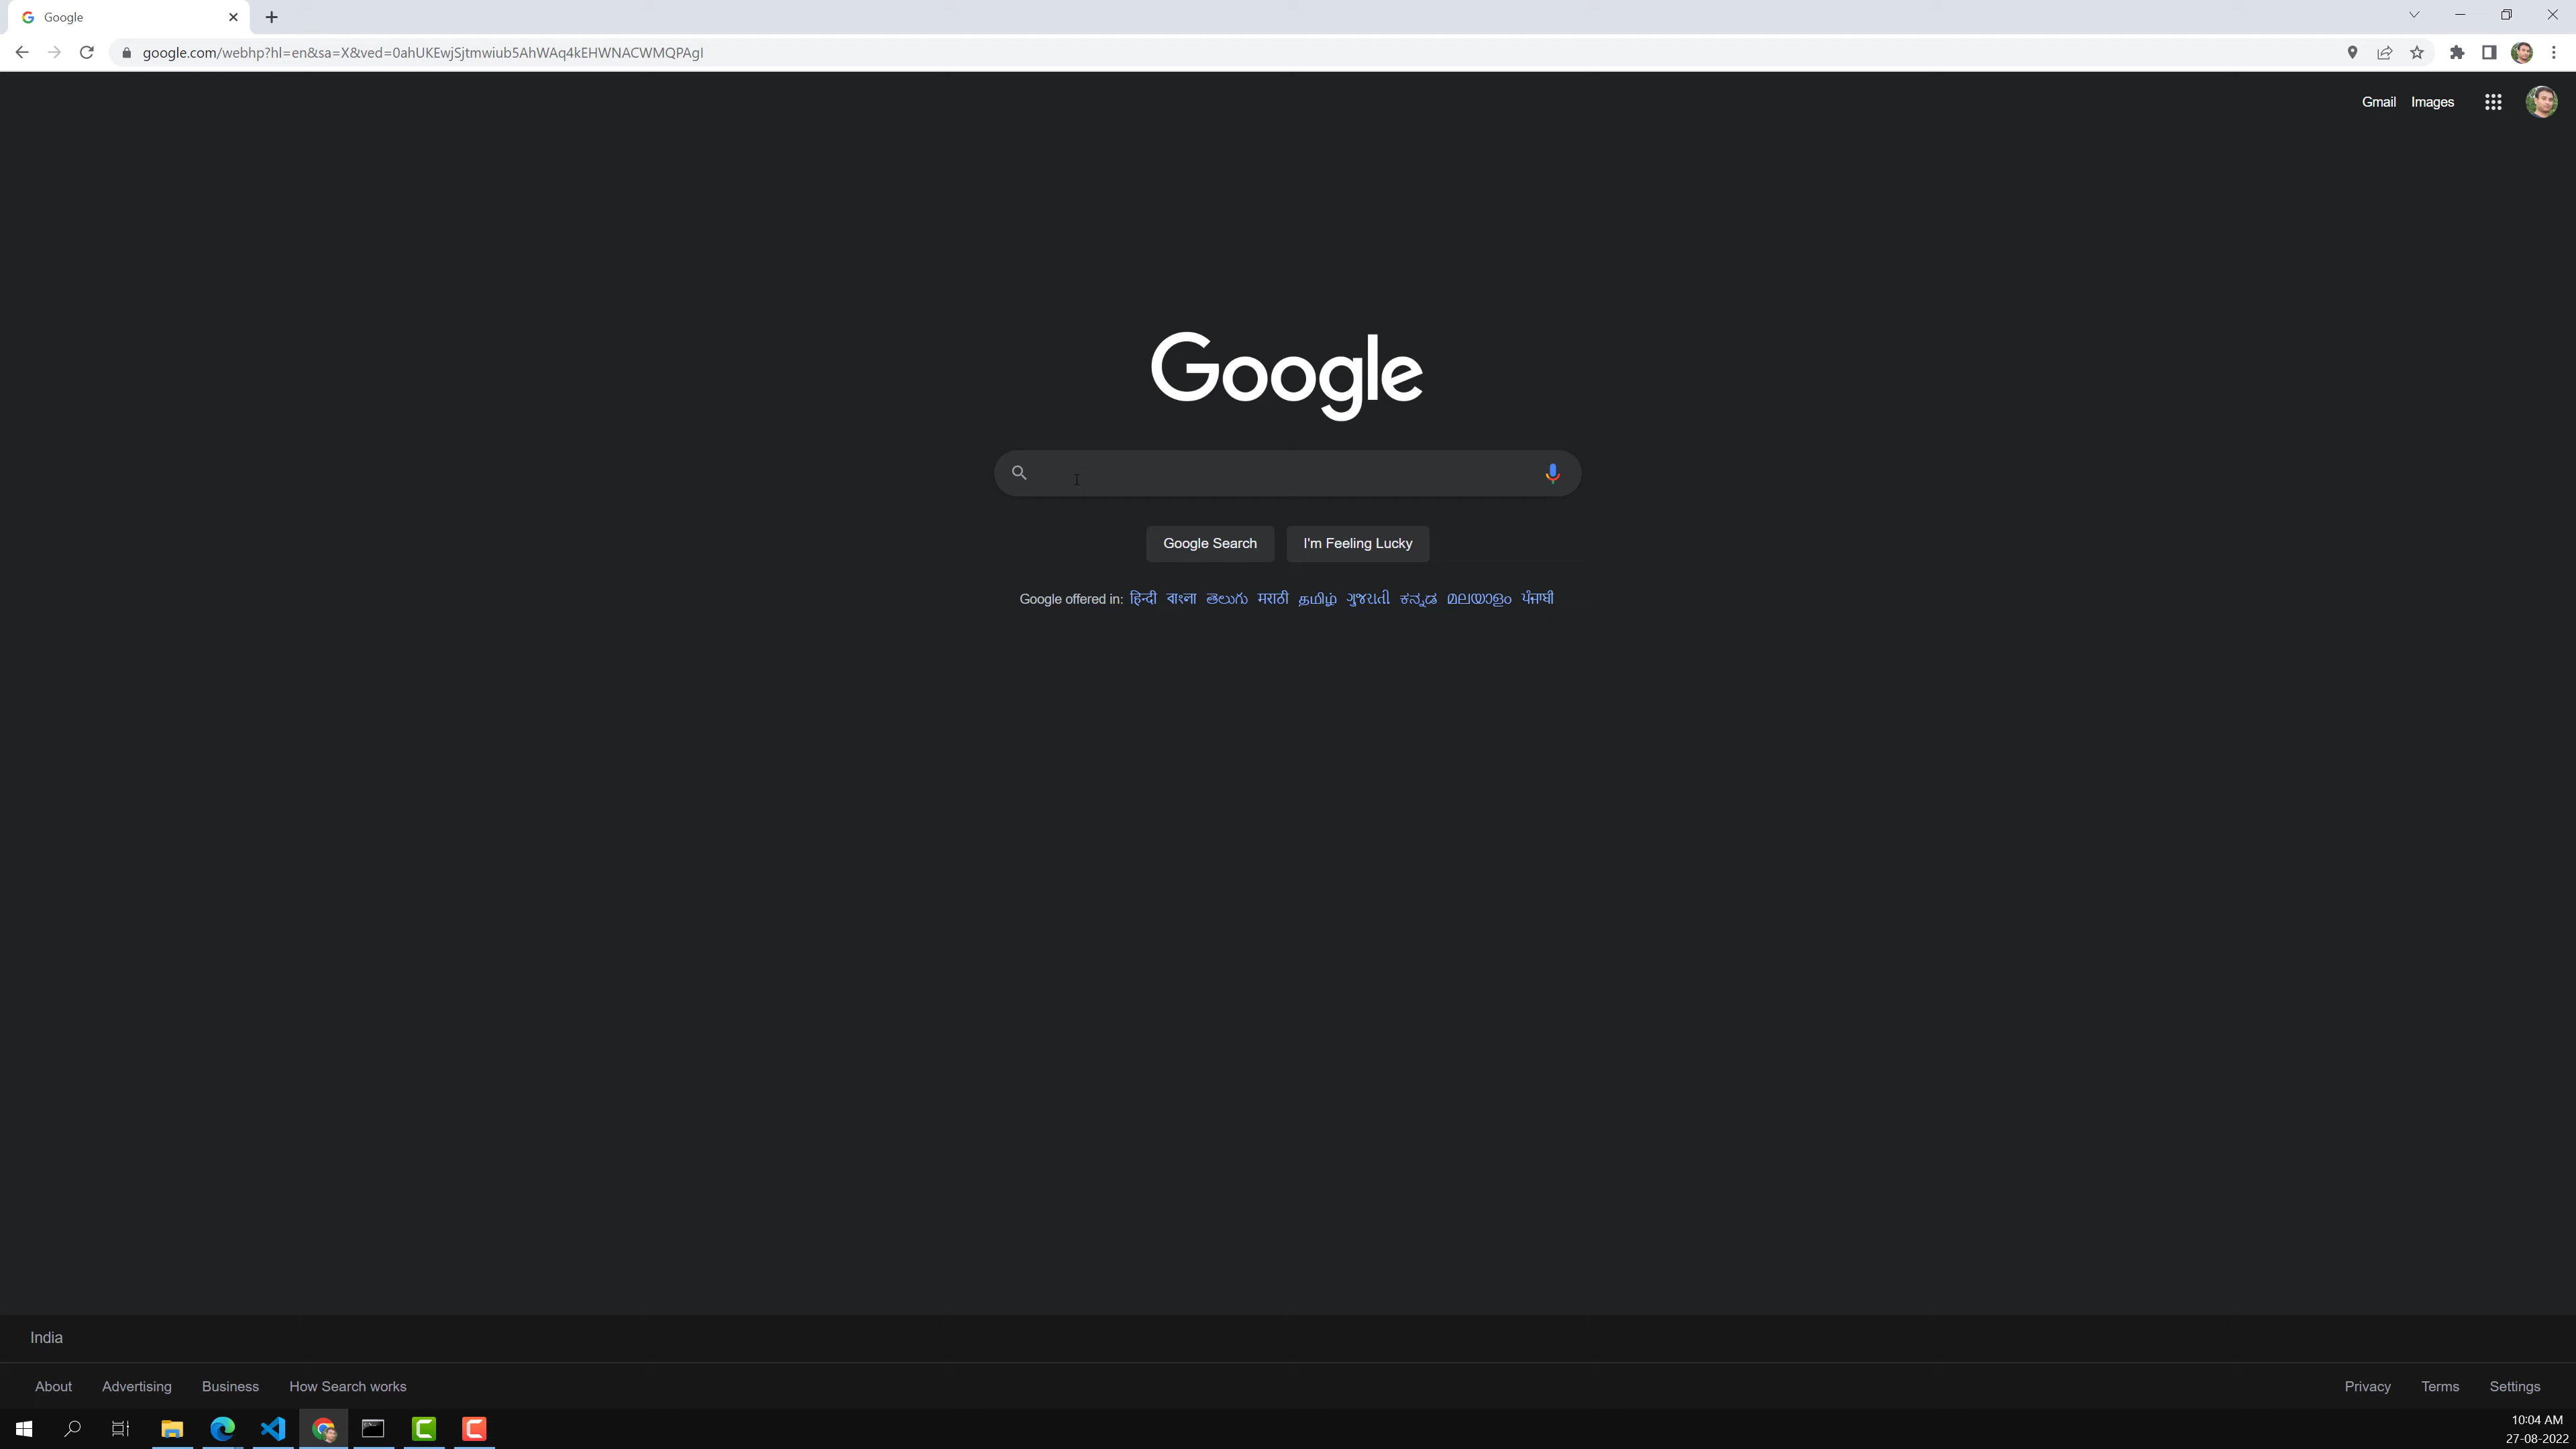 Google
google.com/webhp?hl=en&sa=X&ved=0ahUKEwjSjtmwiub5AhWAq4kEHWNACWMQPAgI
Gmail Images
Google
Google Search I'm Feeling Lucky
Google offered in: हिन्दी বাংলা తెలుగు मराठी தமிழ் ગુજરાતી ಕನ್ನಡ മലയാളം ਪੰਜਾਬੀ
India
About Advertising Business How Search works Privacy Terms Settings
10:04 AM
27-08-2022